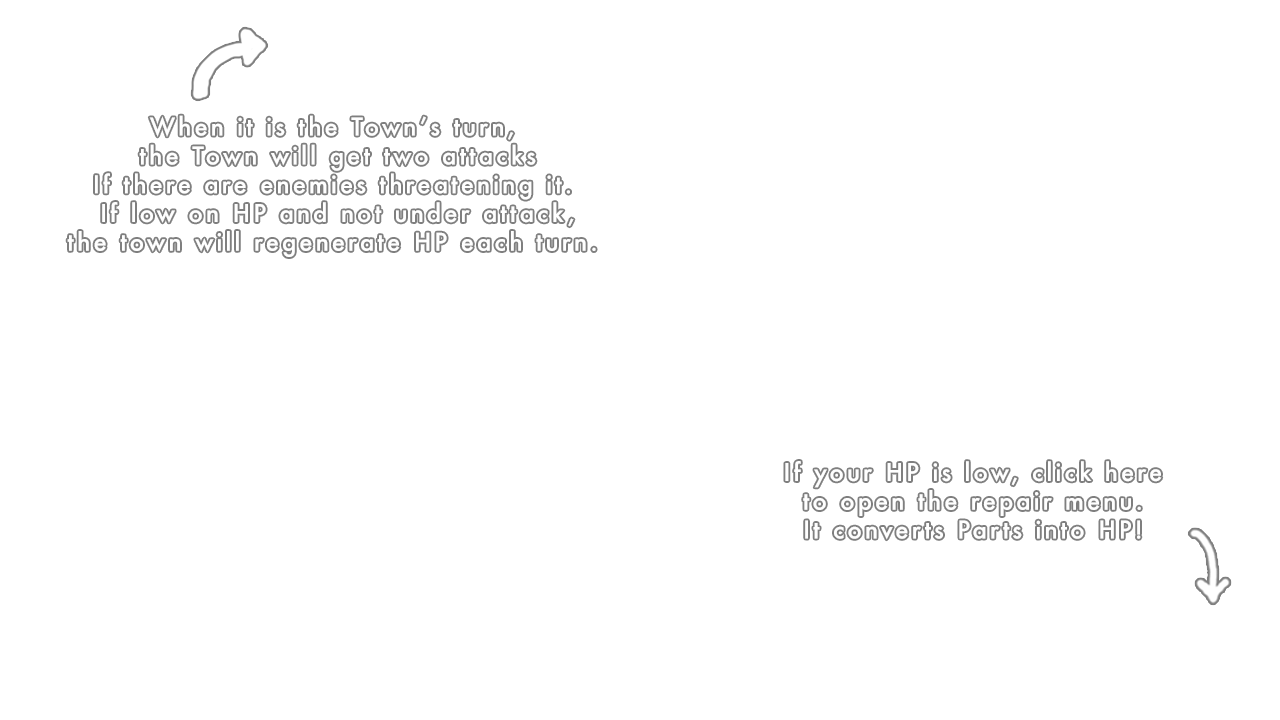 When it is the Town's turn,
the Town will get two attacks
If there are enemies threatening it.
If low on HP and not under attack,
the town will regenerate HP each turn.
If your HP is low, click here
to open the repair menu.
It converts Parts into HP!